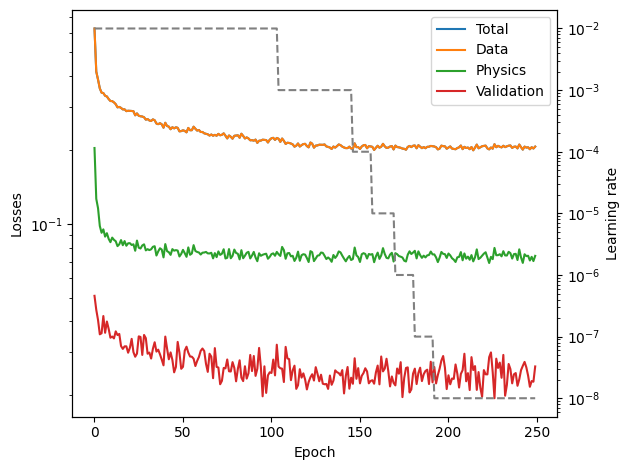 Total
Data
Physics
Validation
Losses
10⁻¹
Learning rate
10⁻²
10⁻³
10⁻⁴
10⁻⁵
10⁻⁶
10⁻⁷
10⁻⁸
0 50 100 150 200 250
Epoch